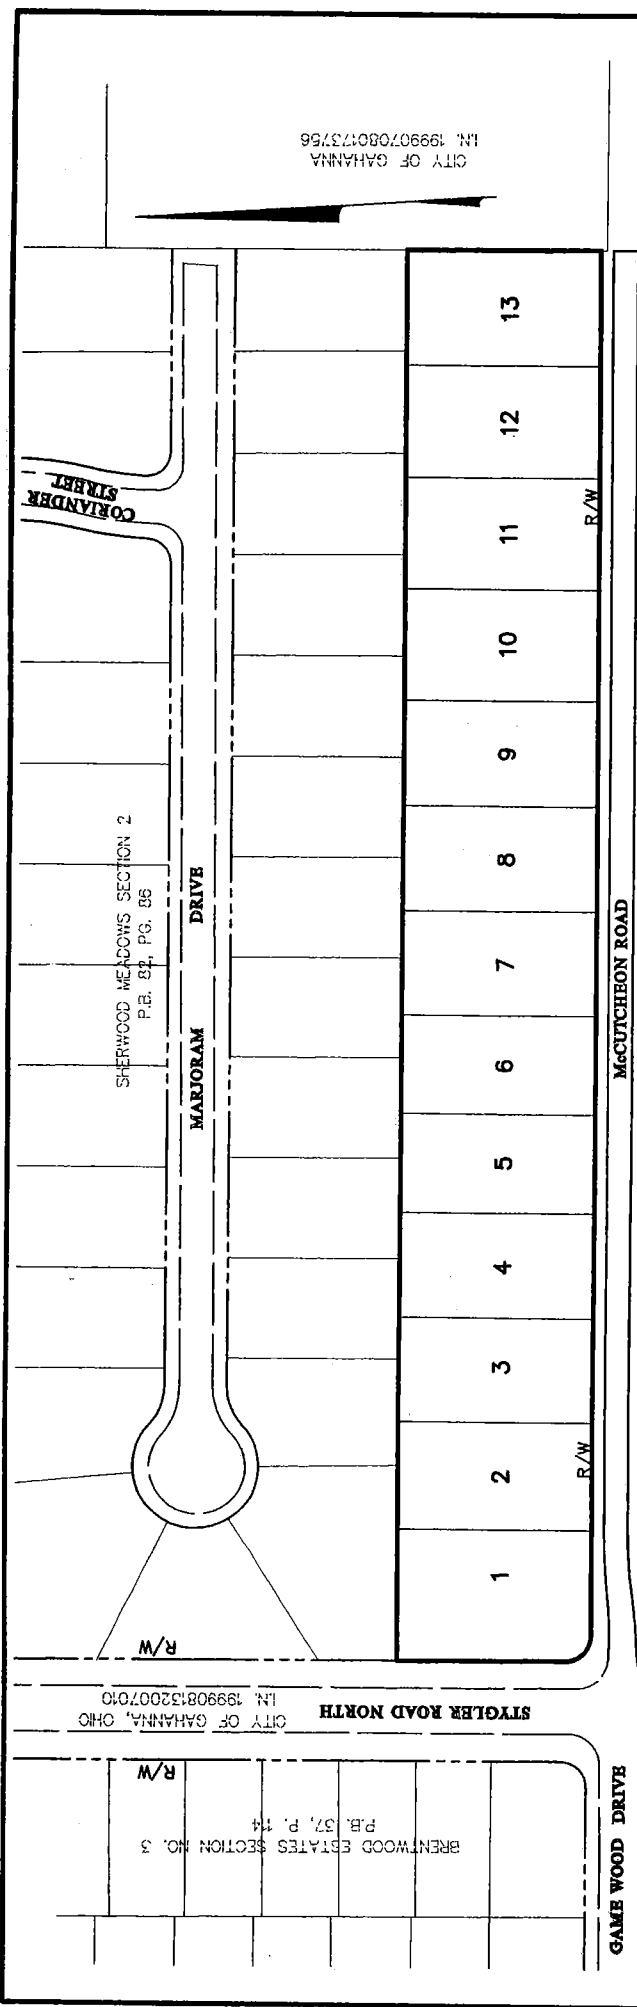 CITY OF GAHANNA
I.N. 199907080173756
CORIANDER
STREET
SHERWOOD MEADOWS SECTION 2
P.B. 82, PG. 86
MARJORAM DRIVE
13
12
11
10
9
8
7
6
5
4
3
2
1
R/W
R/W
McCUTCHEON ROAD
R/W
CITY OF GAHANNA, OHIO
I.N. 199908132007010
STYGLER ROAD NORTH
R/W
BRENTWOOD ESTATES SECTION NO. 3
P.B. 37, P. 114
GAME WOOD DRIVE